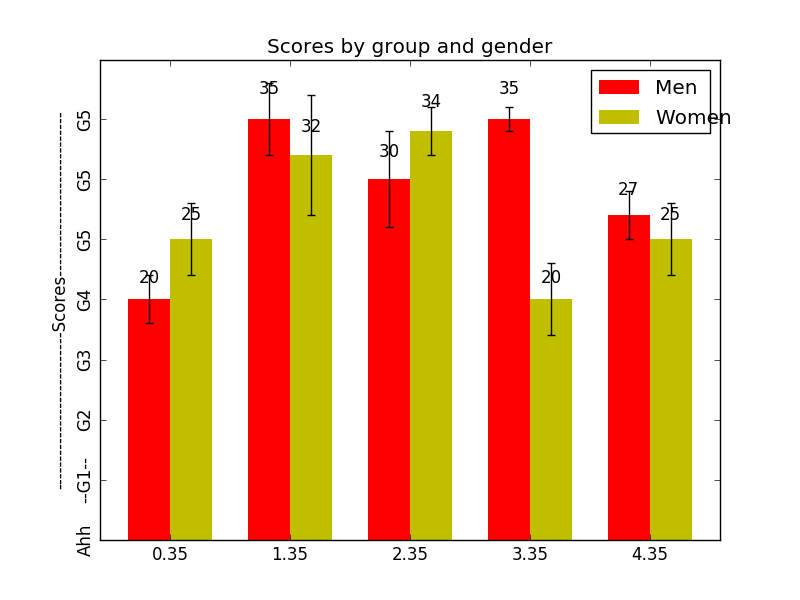 Scores by group and gender
Men
Women
35
35
34
32
30
27
25
25
20
20
G5
G5
G5
G4
G3
G2
--G1--
Ahh
--------------------------Scores--------------------------
0.35 1.35 2.35 3.35 4.35